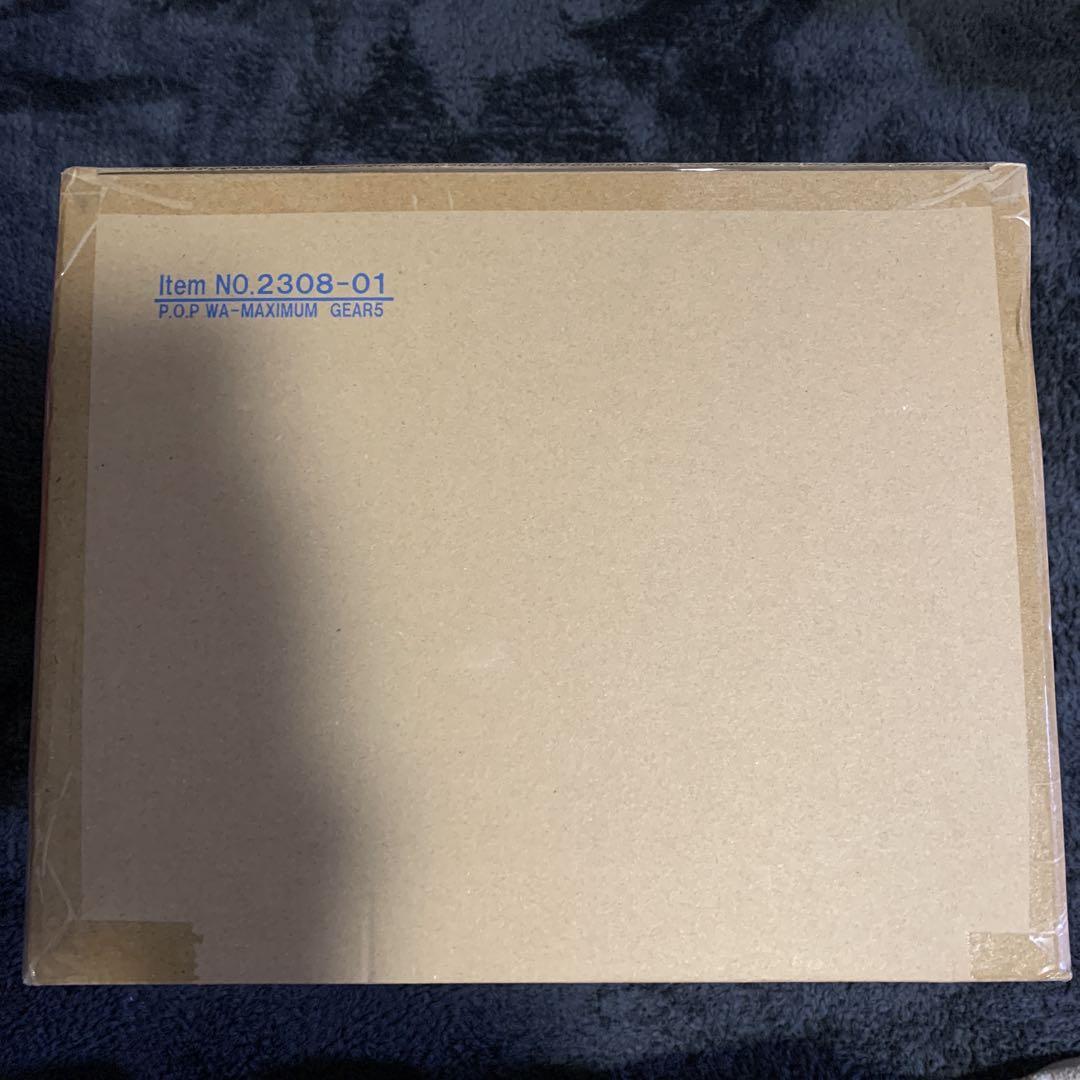 Item NO.2308-01
P.O.P WA-MAXIMUM GEAR5